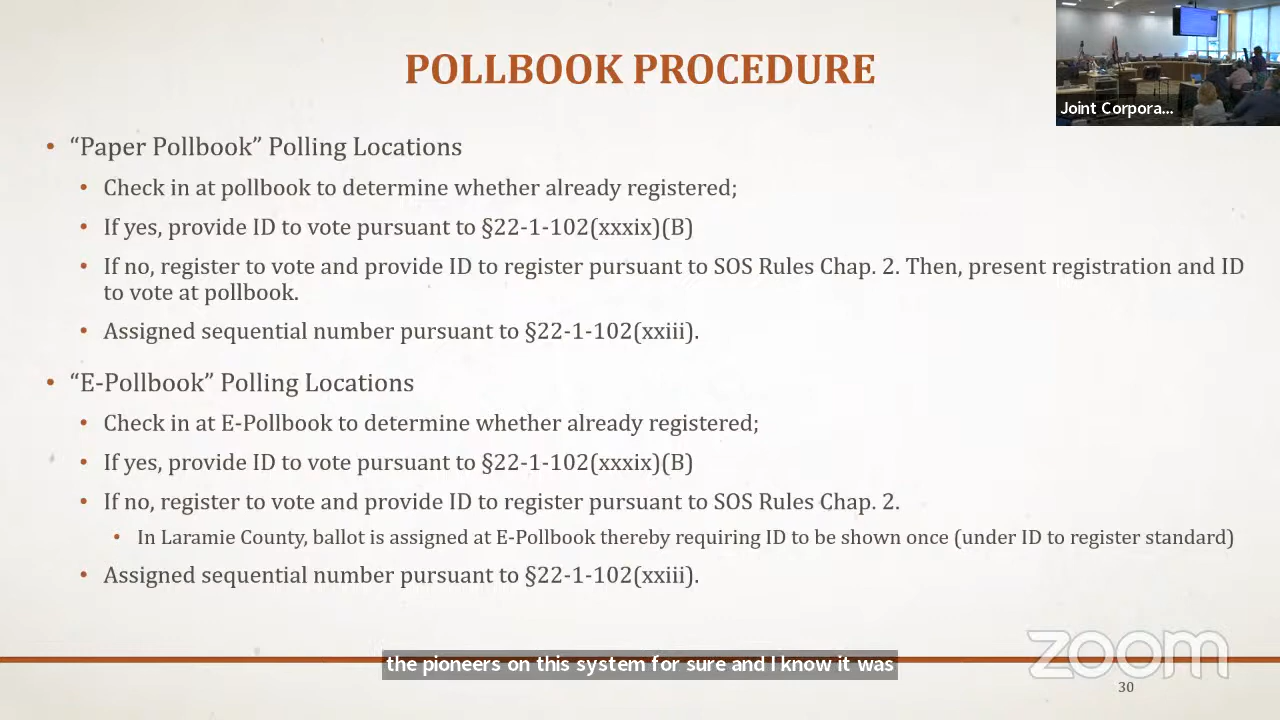 POLLBOOK PROCEDURE
Joint Corpora...
• “Paper Pollbook” Polling Locations
• Check in at pollbook to determine whether already registered;
• If yes, provide ID to vote pursuant to §22-1-102(xxxix)(B)
• If no, register to vote and provide ID to register pursuant to SOS Rules Chap. 2. Then, present registration and ID
to vote at pollbook.
• Assigned sequential number pursuant to §22-1-102(xxiii).
• “E-Pollbook” Polling Locations
• Check in at E-Pollbook to determine whether already registered;
• If yes, provide ID to vote pursuant to §22-1-102(xxxix)(B)
• If no, register to vote and provide ID to register pursuant to SOS Rules Chap. 2.
• In Laramie County, ballot is assigned at E-Pollbook thereby requiring ID to be shown once (under ID to register standard)
• Assigned sequential number pursuant to §22-1-102(xxiii).
zoom
the pioneers on this system for sure and I know it was
30